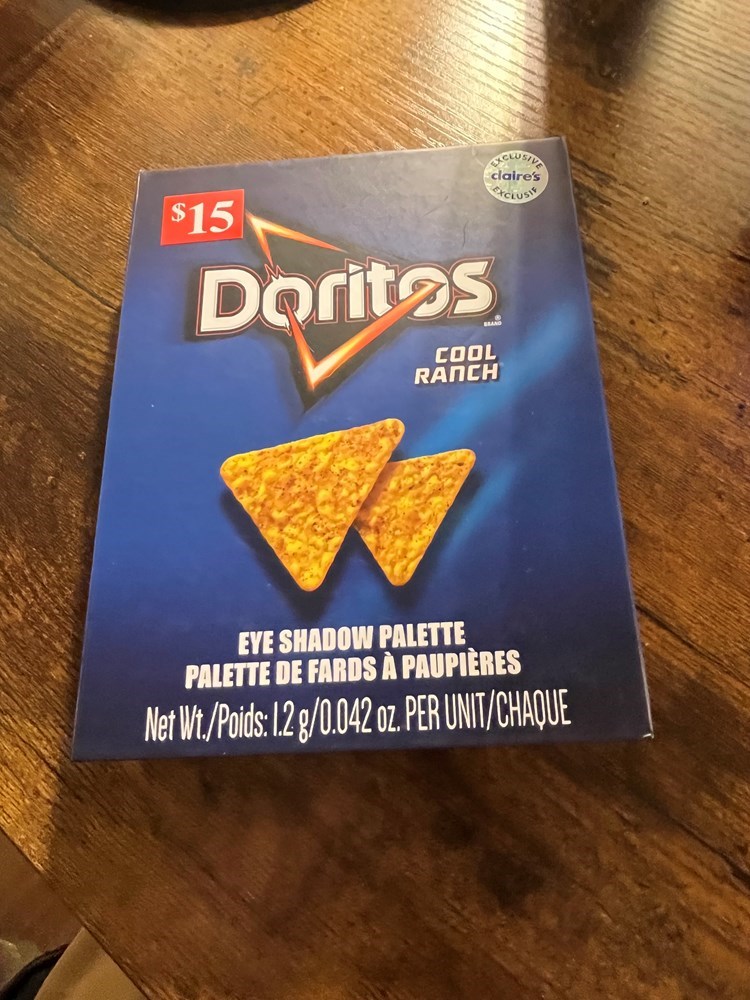 $15
EXCLUSIVE
claire's
EXCLUSIF
Doritos
® BRAND
COOL
RANCH
EYE SHADOW PALETTE
PALETTE DE FARDS À PAUPIÈRES
Net Wt./Poids: 1.2 g/0.042 oz. PER UNIT/CHAQUE